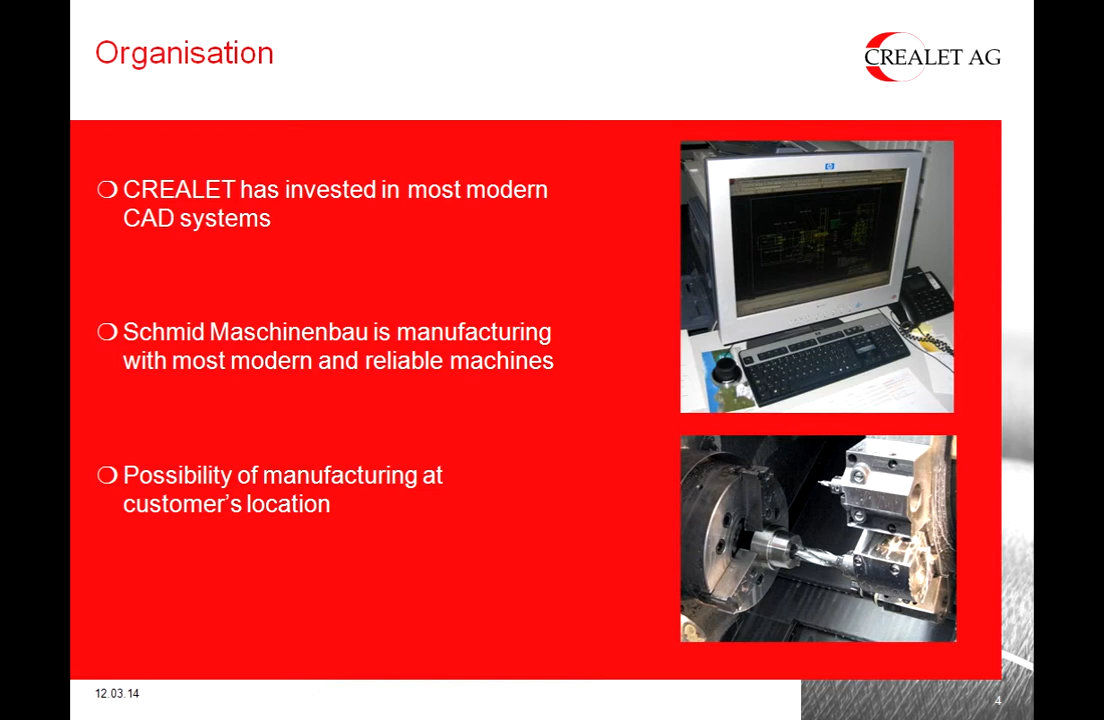 Organisation
CREALET AG
❍ CREALET has invested in most modern
CAD systems
❍ Schmid Maschinenbau is manufacturing
with most modern and reliable machines
❍ Possibility of manufacturing at
customer’s location
12.03.14
4